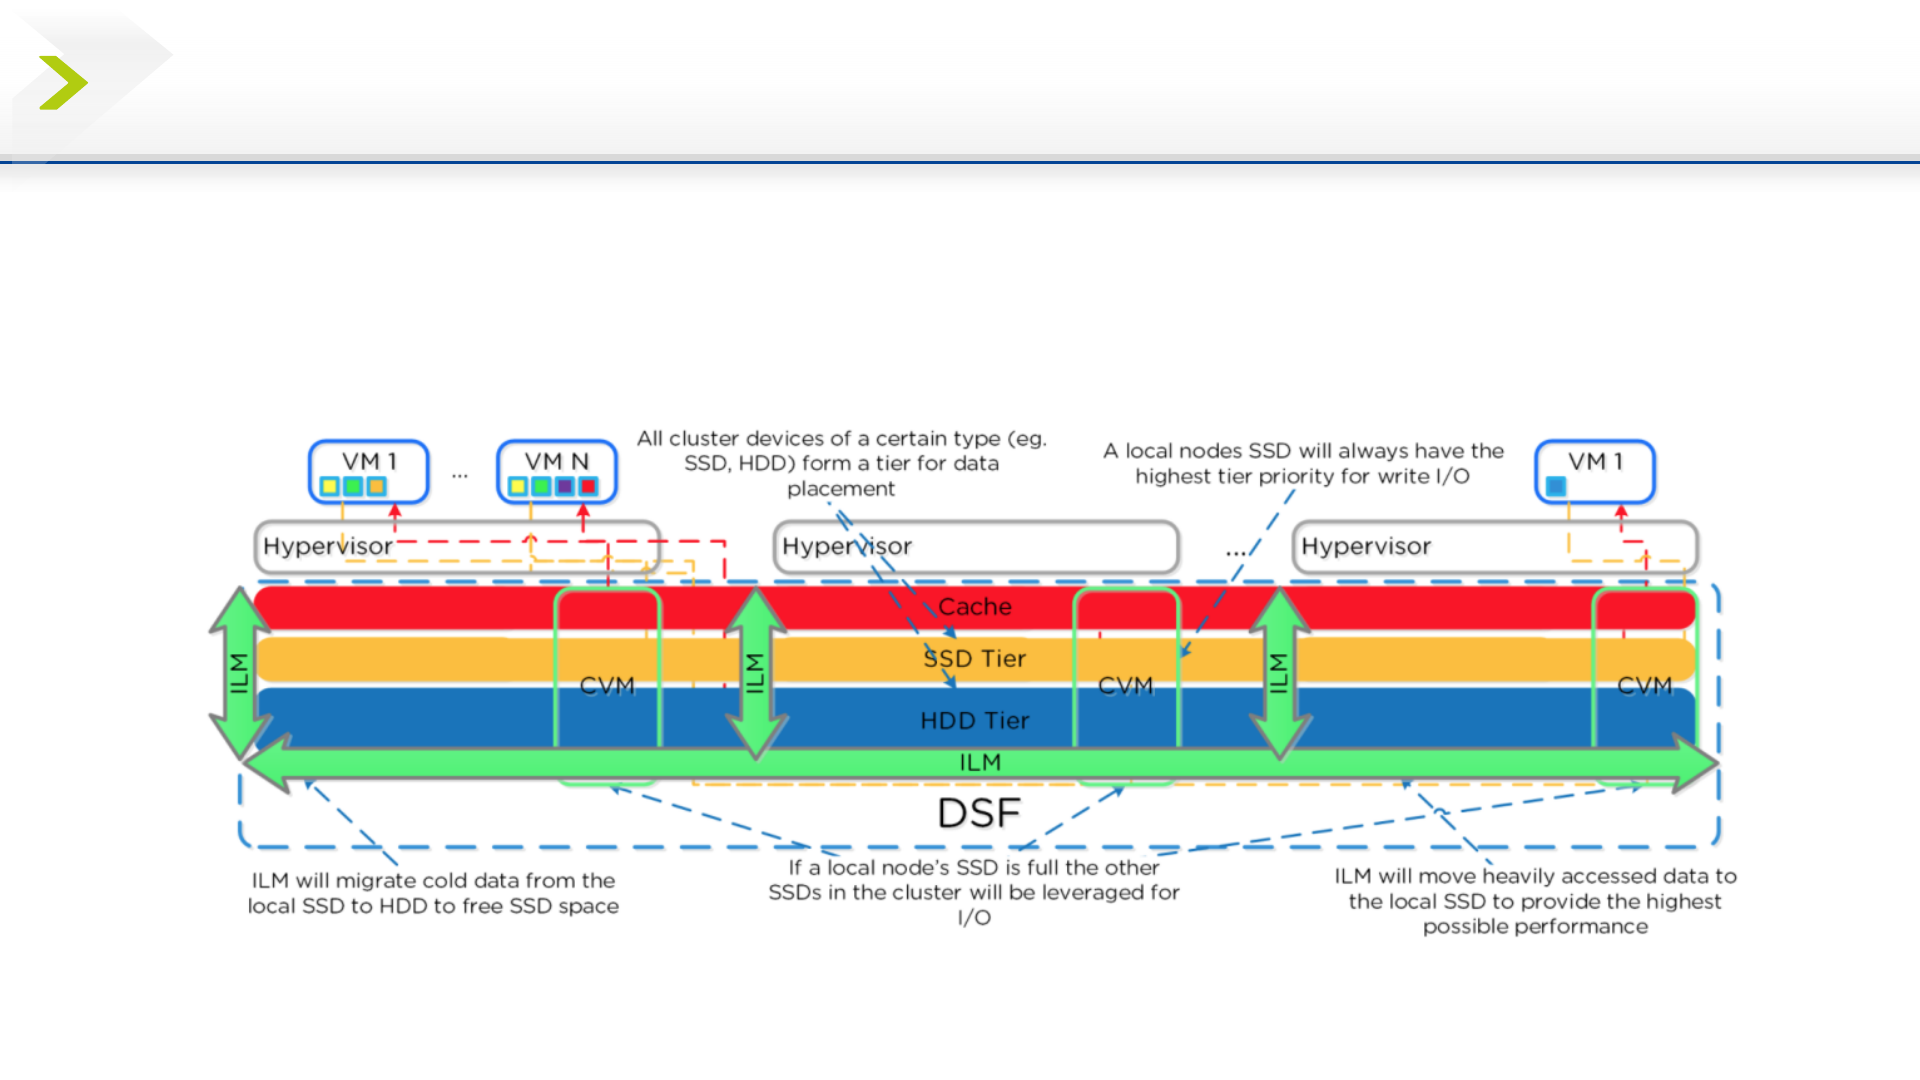 All cluster devices of a certain type (eg.
SSD, HDD) form a tier for data
placement
A local nodes SSD will always have the
highest tier priority for write I/O
VM 1
...
VM N
VM 1
Hypervisor
Hypervisor
...
Hypervisor
Cache
SSD Tier
HDD Tier
CVM
CVM
CVM
ILM
ILM
ILM
ILM
DSF
ILM will migrate cold data from the
local SSD to HDD to free SSD space
If a local node's SSD is full the other
SSDs in the cluster will be leveraged for
I/O
ILM will move heavily accessed data to
the local SSD to provide the highest
possible performance